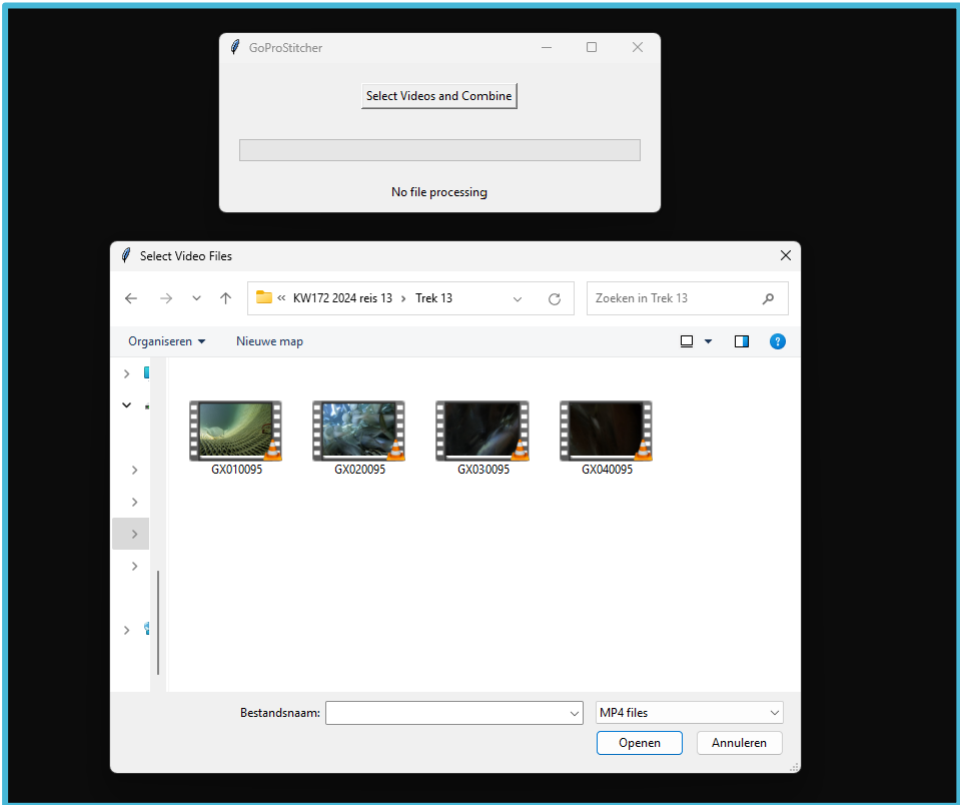 GoProStitcher
Select Videos and Combine
No file processing
Select Video Files
« KW172 2024 reis 13 › Trek 13
Zoeken in Trek 13
Organiseren
Nieuwe map
?
GX010095
GX020095
GX030095
GX040095
Bestandsnaam:
MP4 files
Openen
Annuleren